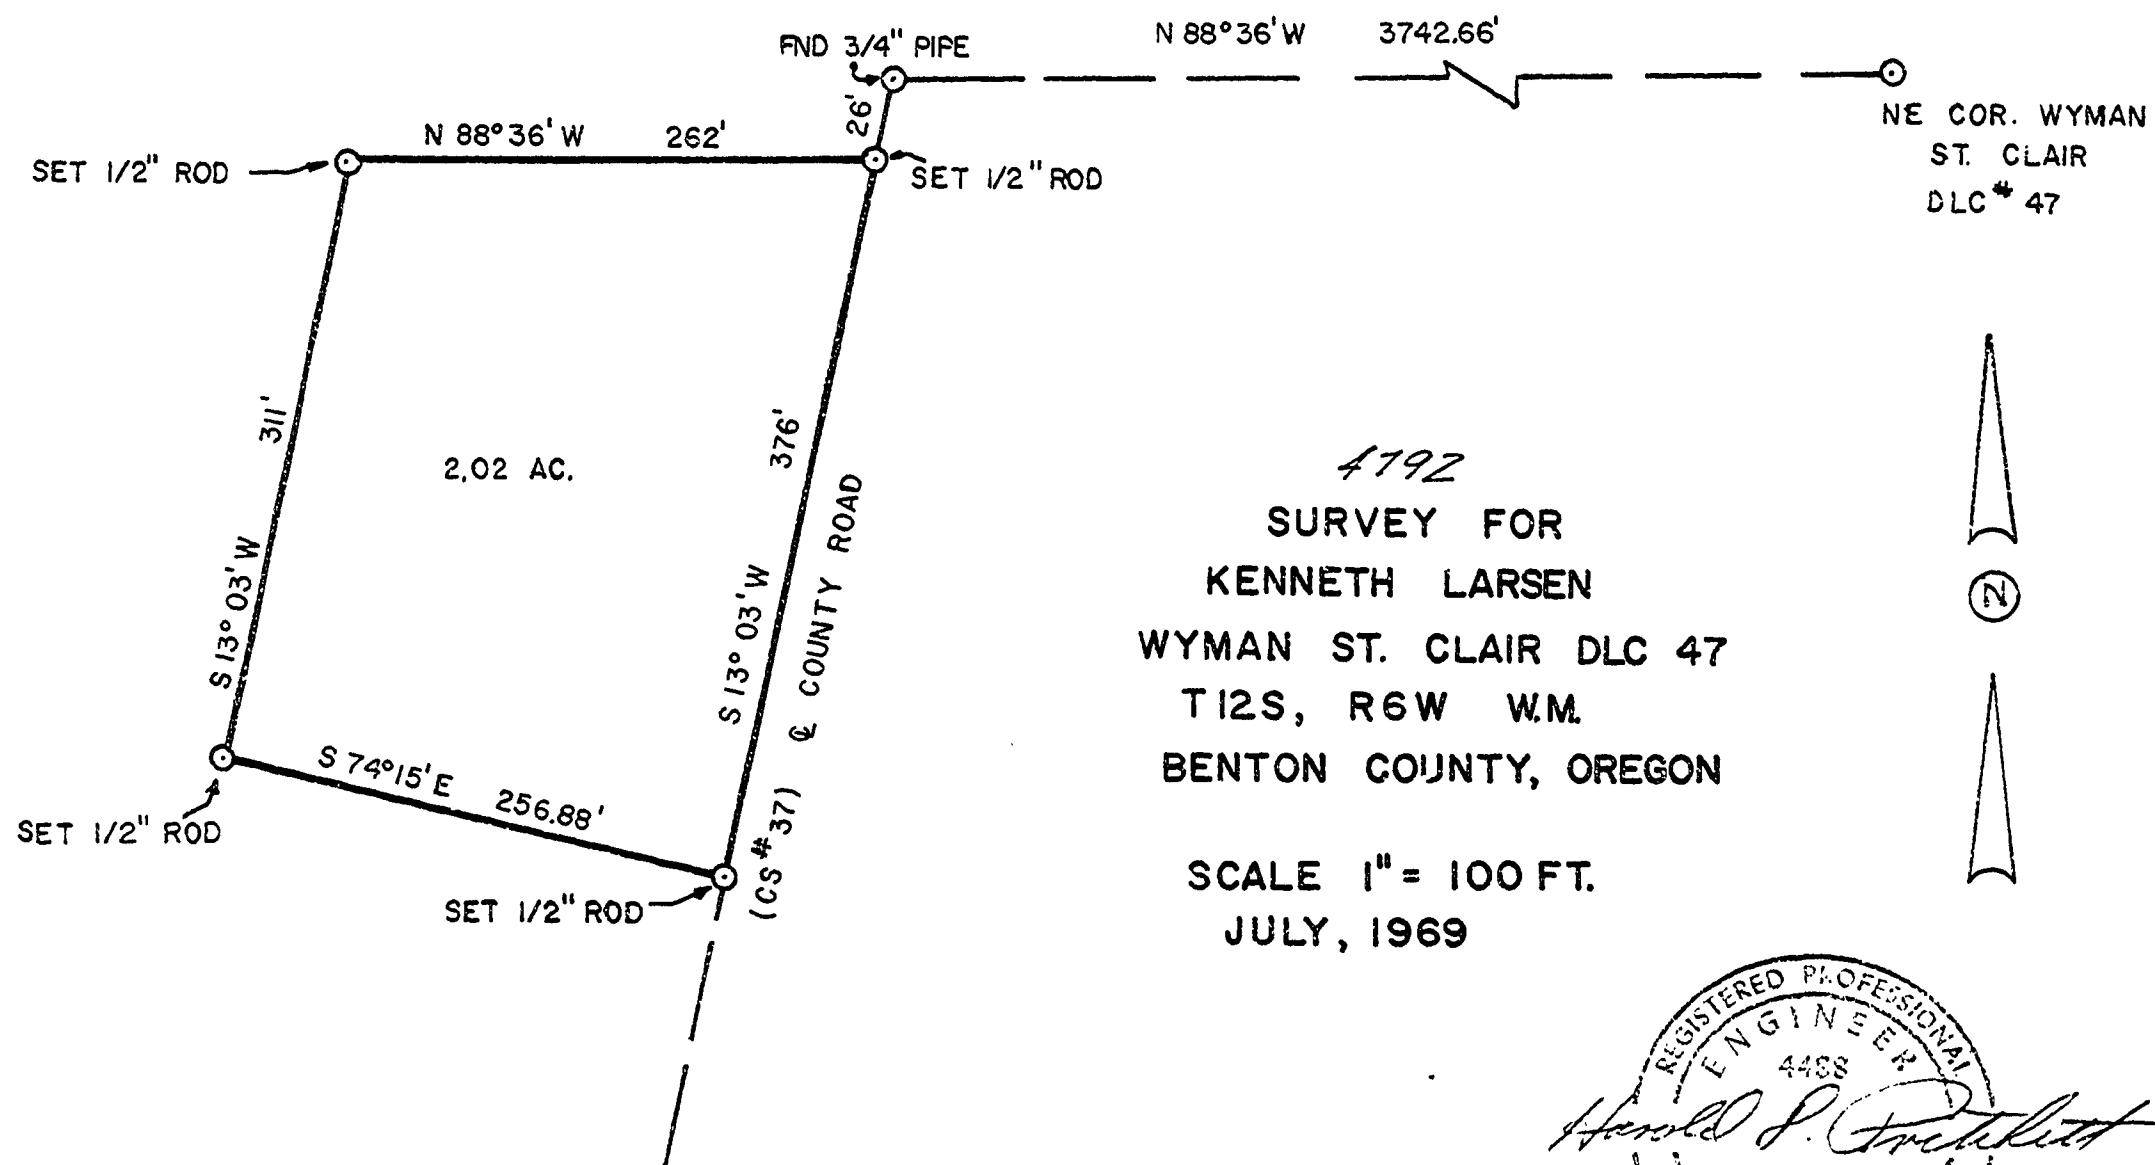 N 88°36'W 3742.66'
FND 3/4" PIPE
26'
NE COR. WYMAN
ST. CLAIR
DLC # 47
N 88°36'W 262'
SET 1/2" ROD
SET 1/2" ROD
311'
S 13° 03' W
2.02 AC.
376'
S 13° 03' W
℄ COUNTY ROAD
(CS # 37)
S 74°15'E 256.88'
SET 1/2" ROD
SET 1/2" ROD
4792
SURVEY FOR
KENNETH LARSEN
WYMAN ST. CLAIR DLC 47
T12S, R6W W.M.
BENTON COUNTY, OREGON
SCALE 1" = 100 FT.
JULY, 1969
N
REGISTERED PROFESSIONAL
ENGINEER
4488
Harold L. Pritchett